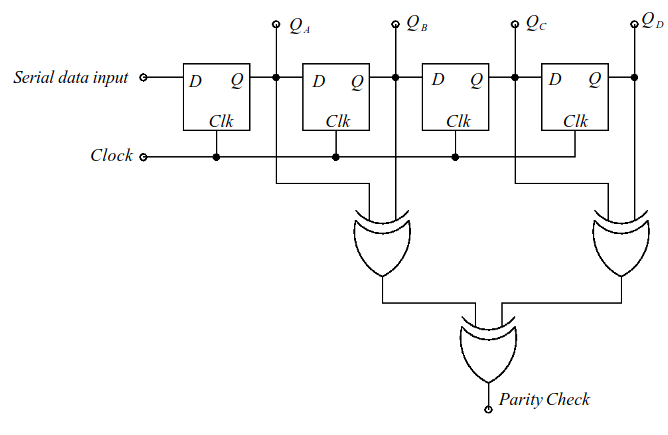 Q_A Q_B Q_C Q_D
Serial data input D Q D Q D Q D Q
Clk Clk Clk Clk
Clock
Parity Check